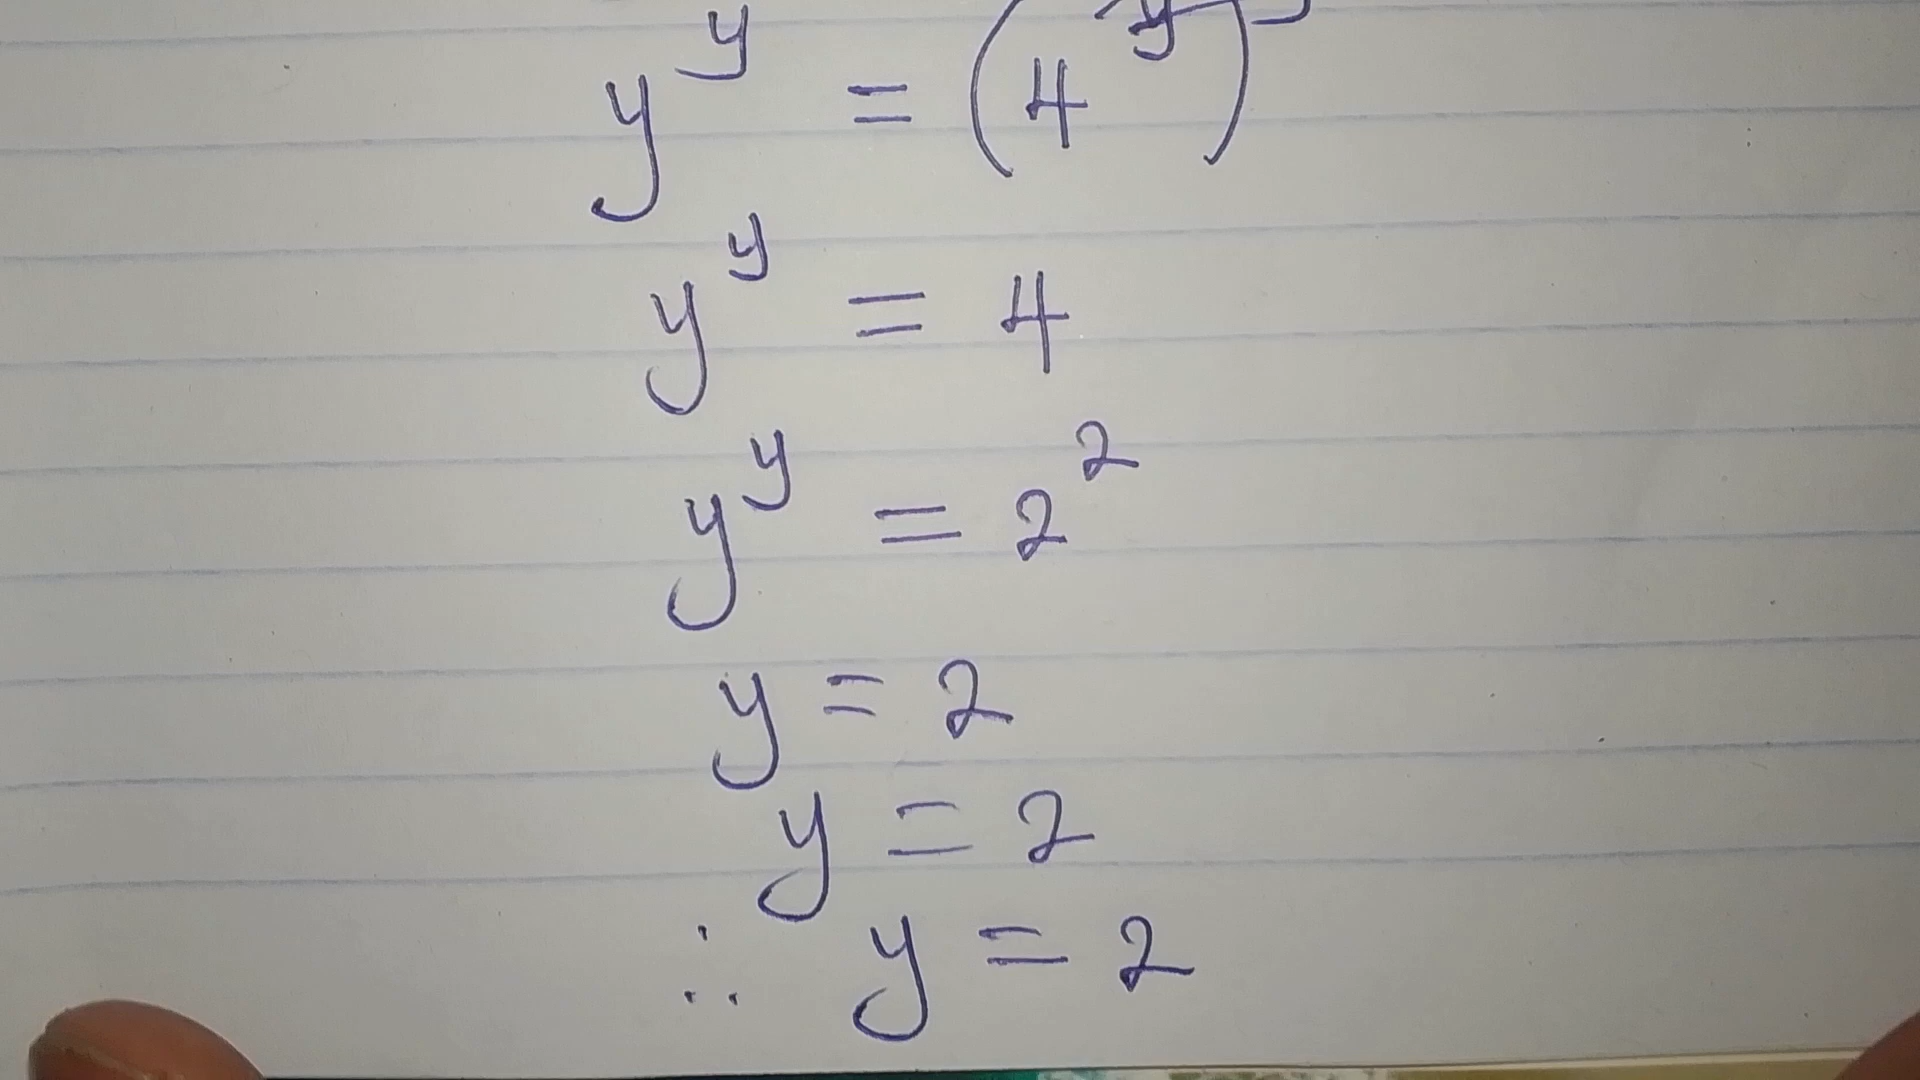 y^y = (4^y)^y
y^y = 4
y^y = 2^2
y = 2
y = 2
∴ y = 2